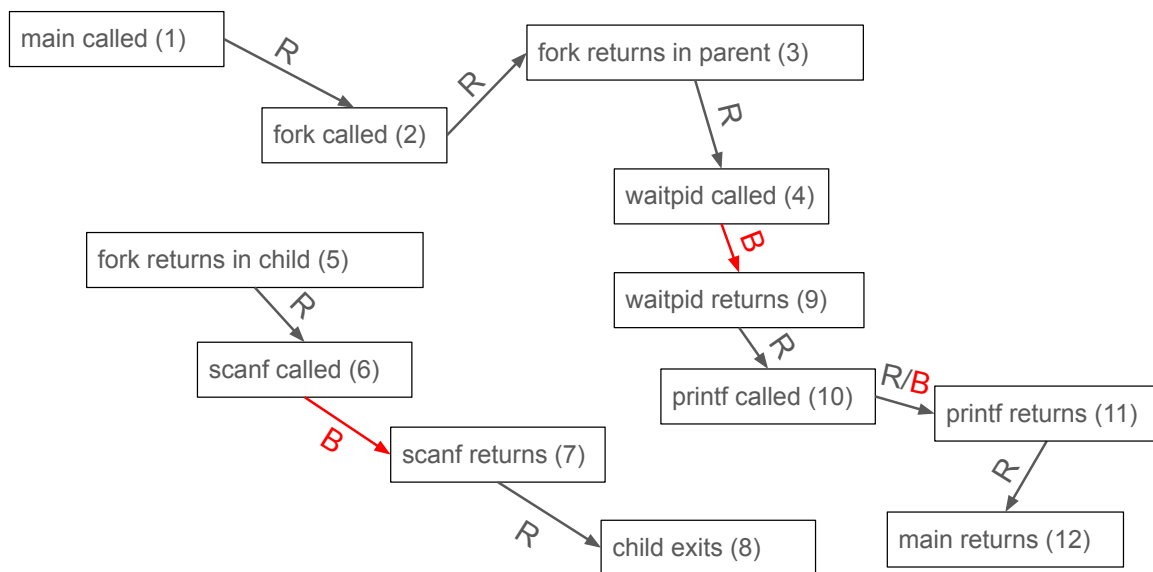 main called (1)
R
fork called (2)
R
fork returns in parent (3)
R
waitpid called (4)
B
fork returns in child (5)
R
waitpid returns (9)
R
scanf called (6)
B
printf called (10)
R/B
printf returns (11)
scanf returns (7)
R
R
child exits (8)
main returns (12)